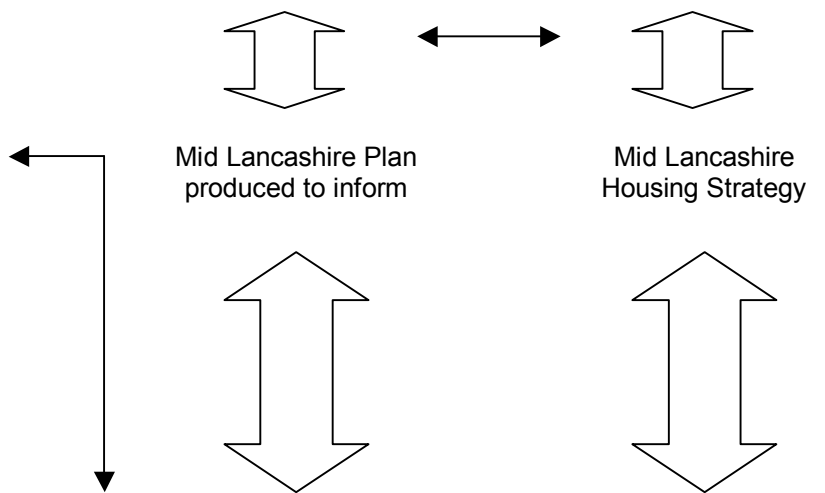 Mid Lancashire Plan
produced to inform
Mid Lancashire
Housing Strategy